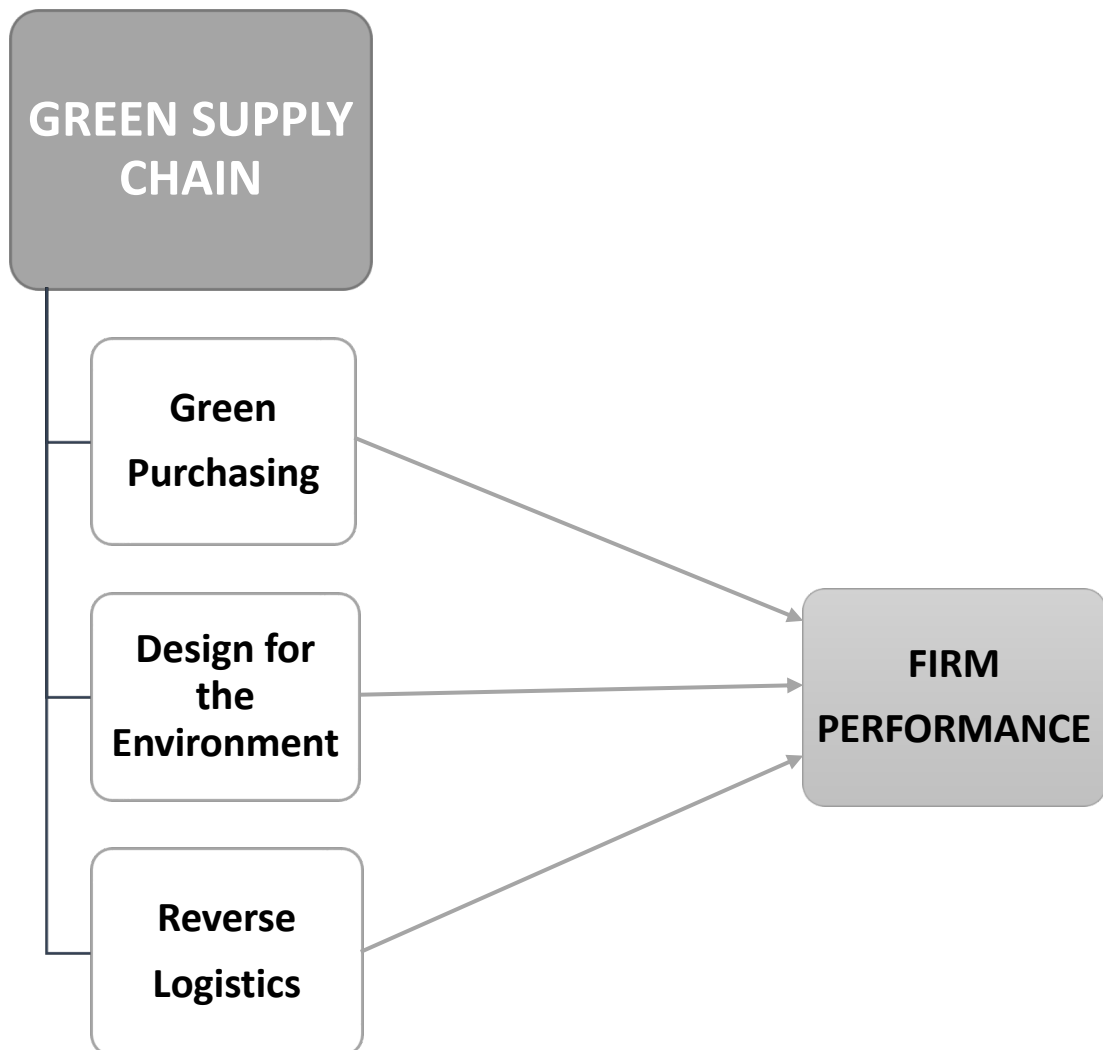 GREEN SUPPLY
CHAIN
Green
Purchasing
Design for
the
Environment
Reverse
Logistics
FIRM
PERFORMANCE